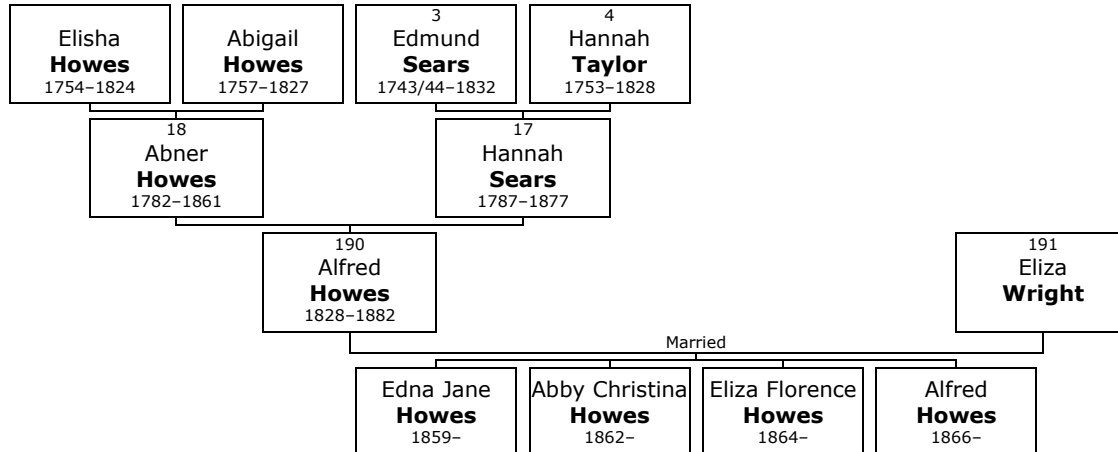 Elisha
Howes
1754–1824
Abigail
Howes
1757–1827
3
Edmund
Sears
1743/44–1832
4
Hannah
Taylor
1753–1828
18
Abner
Howes
1782–1861
17
Hannah
Sears
1787–1877
190
Alfred
Howes
1828–1882
191
Eliza
Wright
Married
Edna Jane
Howes
1859–
Abby Christina
Howes
1862–
Eliza Florence
Howes
1864–
Alfred
Howes
1866–